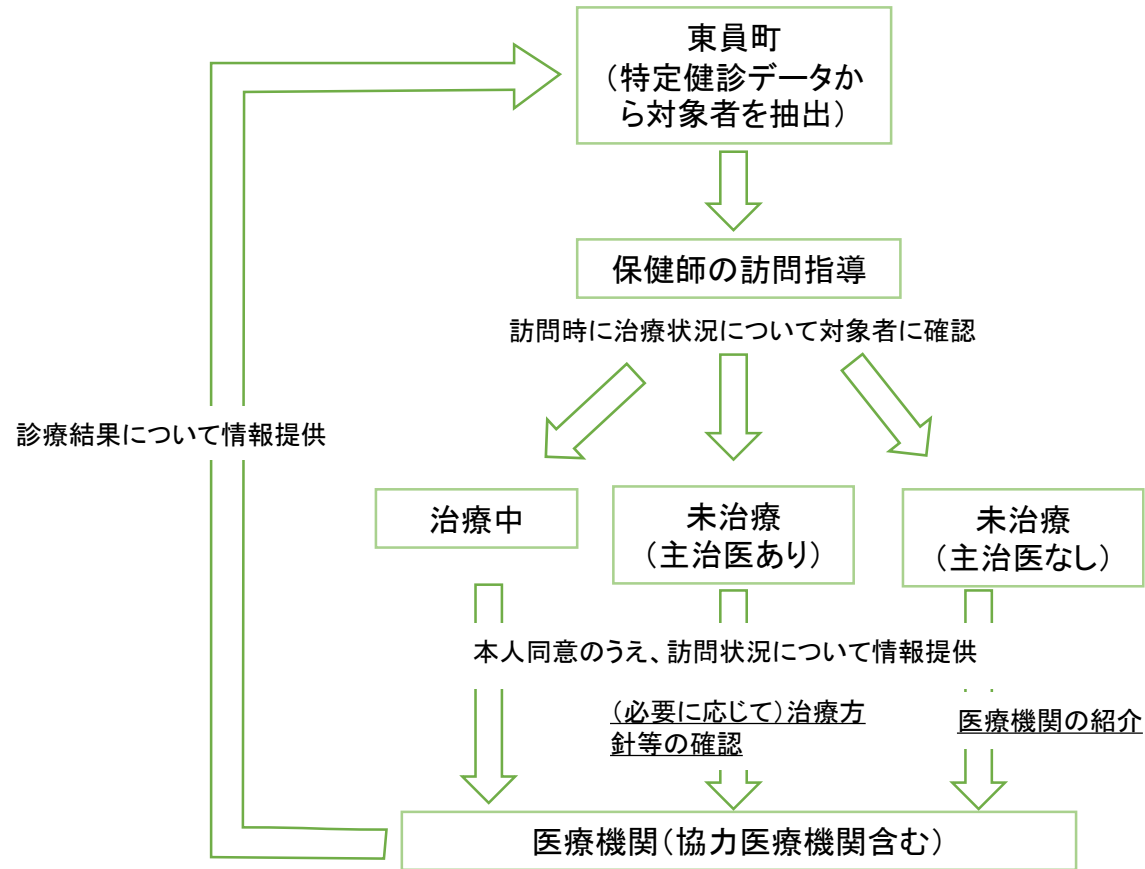 東員町
（特定健診データか
ら対象者を抽出）
保健師の訪問指導
訪問時に治療状況について対象者に確認
診療結果について情報提供
治療中
未治療
（主治医あり）
未治療
（主治医なし）
本人同意のうえ、訪問状況について情報提供
（必要に応じて）治療方
針等の確認
医療機関の紹介
医療機関（協力医療機関含む）